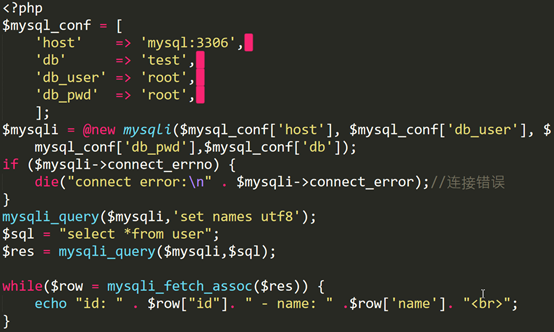 <?php
$mysql_conf = [
    'host'    => 'mysql:3306',
    'db'      => 'test',
    'db_user' => 'root',
    'db_pwd'  => 'root',
    ];
$mysqli = @new mysqli($mysql_conf['host'], $mysql_conf['db_user'], $
    mysql_conf['db_pwd'],$mysql_conf['db']);
if ($mysqli->connect_errno) {
    die("connect error:\n" . $mysqli->connect_error);//连接错误
}
mysqli_query($mysqli,'set names utf8');
$sql = "select *from user";
$res = mysqli_query($mysqli,$sql);

while($row = mysqli_fetch_assoc($res)) {
    echo "id: " . $row["id"]. " - name: " .$row['name']. "<br>";
}